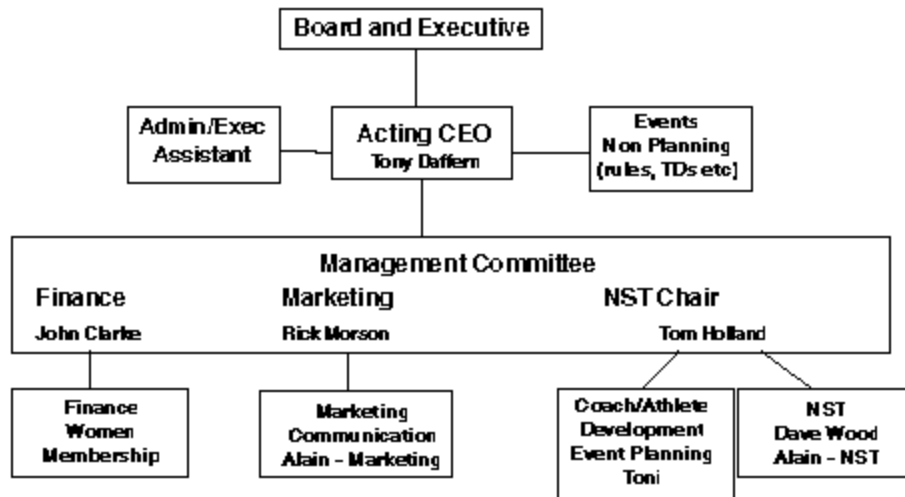 Board and Executive
Admin/Exec
Assistant
Acting CEO
Tony Daffern
Events
Non Planning
(rules, TDs etc)
Management Committee
Finance
Marketing
NST Chair
John Clarke
Rick Morson
Tom Holland
Finance
Women
Membership
Marketing
Communication
Alain - Marketing
Coach/Athlete
Development
Event Planning
Toni
NST
Dave Wood
Alain - NST